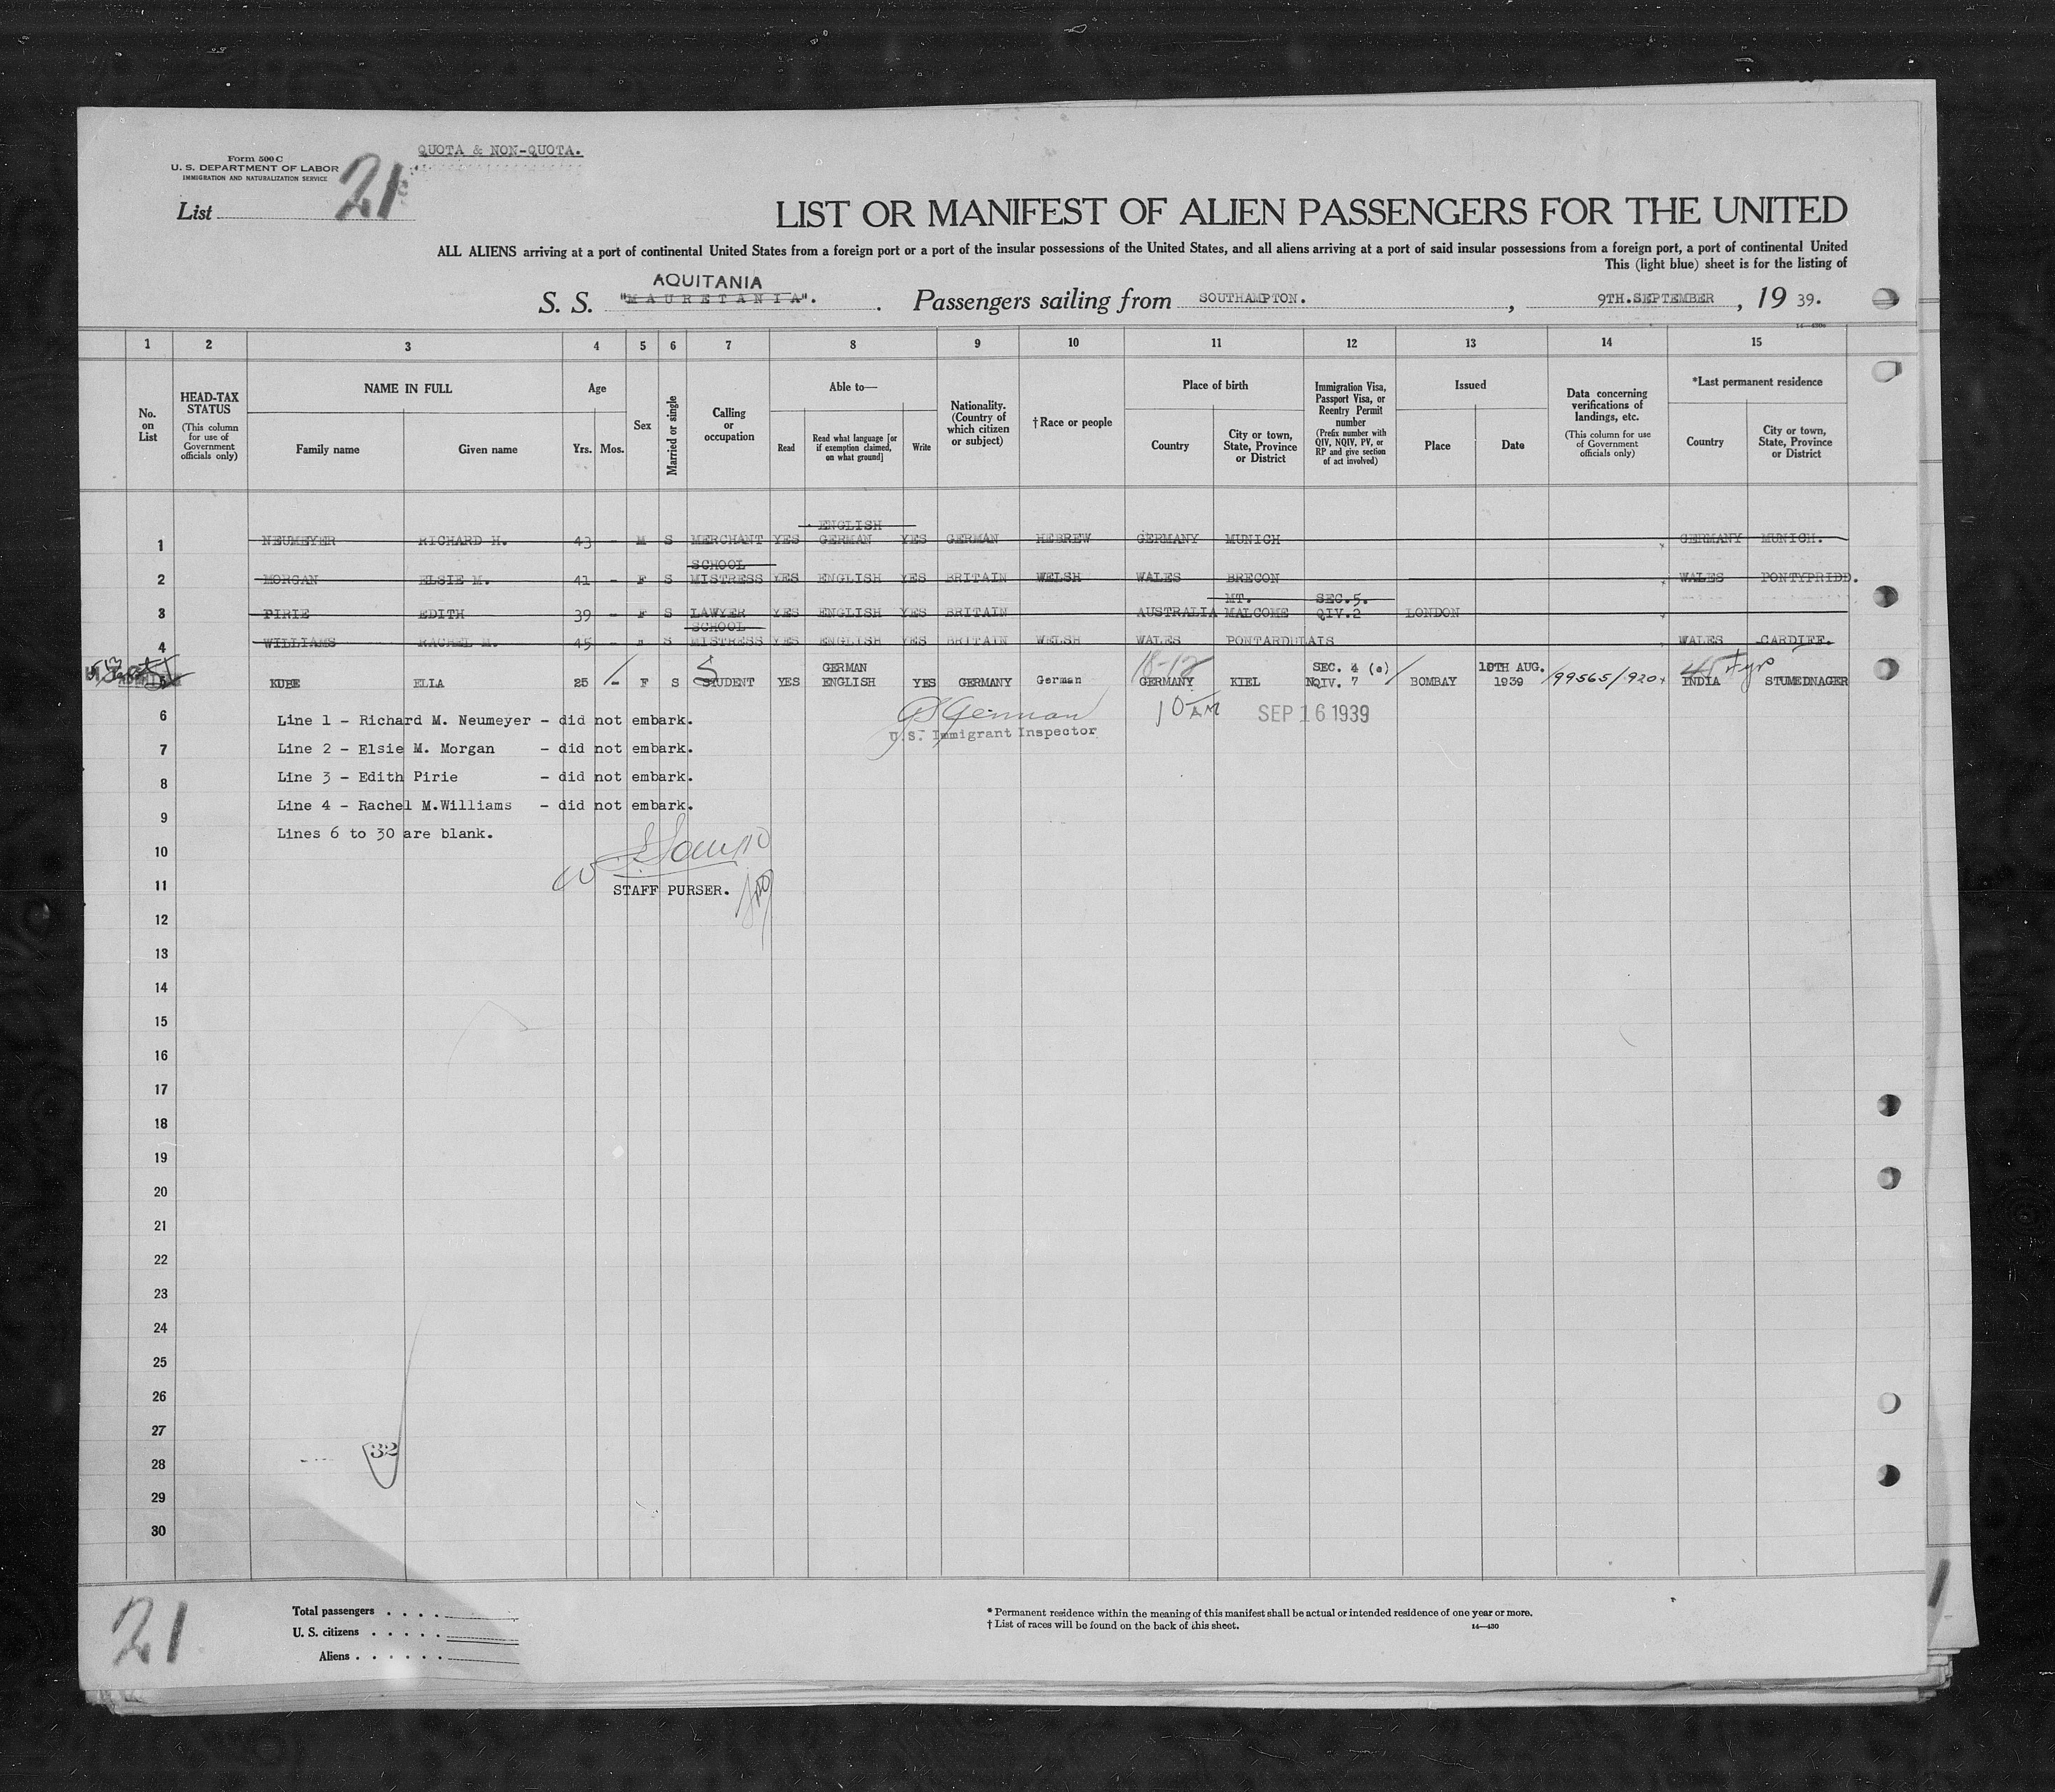 Form 500 C
U. S. DEPARTMENT OF LABOR
IMMIGRATION AND NATURALIZATION SERVICE
QUOTA & NON-QUOTA.
List 21
LIST OR MANIFEST OF ALIEN PASSENGERS FOR THE UNITED
ALL ALIENS arriving at a port of continental United States from a foreign port or a port of the insular possessions of the United States, and all aliens arriving at a port of said insular possessions from a foreign port, a port of continental United
This (light blue) sheet is for the listing of
AQUITANIA
S. S. "MAURETANIA". Passengers sailing from SOUTHAMPTON. , 9TH.SEPTEMBER , 19 39.
1 2 3 4 5 6 7 8 9 10 11 12 13 14 15
No. on List
HEAD-TAX STATUS
(This column for use of Government officials only)
NAME IN FULL
Family name Given name
Age
Yrs. Mos.
Sex
Married or single
Calling or occupation
Able to—
Read
Read what language [or if exemption claimed, on what ground]
Write
Nationality. (Country of which citizen or subject)
†Race or people
Place of birth
Country
City or town, State, Province or District
Immigration Visa, Passport Visa, or Reentry Permit number
(Prefix number with QIV, NQIV, PV, or RP and give section of act involved)
Issued
Place Date
Data concerning verifications of landings, etc.
(This column for use of Government officials only)
*Last permanent residence
Country
City or town, State, Province or District
ENGLISH
1 NEUMEYER RICHARD H. 43 - M S MERCHANT YES GERMAN YES GERMAN HEBREW GERMANY MUNICH GERMANY MUNICH.
SCHOOL
2 MORGAN ELSIE M. 41 - F S MISTRESS YES ENGLISH YES BRITAIN WELSH WALES BRECON WALES PONTYPRIDD.
MT. SEC.5.
3 PIRIE EDITH 39 - F S LAWYER YES ENGLISH YES BRITAIN AUSTRALIA MALCOME QIV.2 LONDON
SCHOOL
4 WILLIAMS RACHEL M. 45 - F S MISTRESS YES ENGLISH YES BRITAIN WELSH WALES PONTARDULAIS WALES CARDIFF.
GERMAN 18-12 SEC. 4 (e) 10TH AUG. 4 yrs
5 KUBE ELIA 25 - F S STUDENT YES ENGLISH YES GERMANY German GERMANY KIEL NQIV. 7 BOMBAY 1939 99565/920 INDIA STUMEDNAGER
6 Line 1 - Richard M. Neumeyer - did not embark.
10 AM SEP 16 1939
U.S. Immigrant Inspector
7 Line 2 - Elsie M. Morgan - did not embark.
8 Line 3 - Edith Pirie - did not embark.
Line 4 - Rachel M.Williams - did not embark.
9
Lines 6 to 30 are blank.
10
11 STAFF PURSER.
12
13
14
15
16
17
18
19
20
21
22
23
24
25
26
27
32
28
29
30
21
Total passengers . . . .
U. S. citizens . . . . .
Aliens . . . . . .
* Permanent residence within the meaning of this manifest shall be actual or intended residence of one year or more.
† List of races will be found on the back of this sheet.
14—430